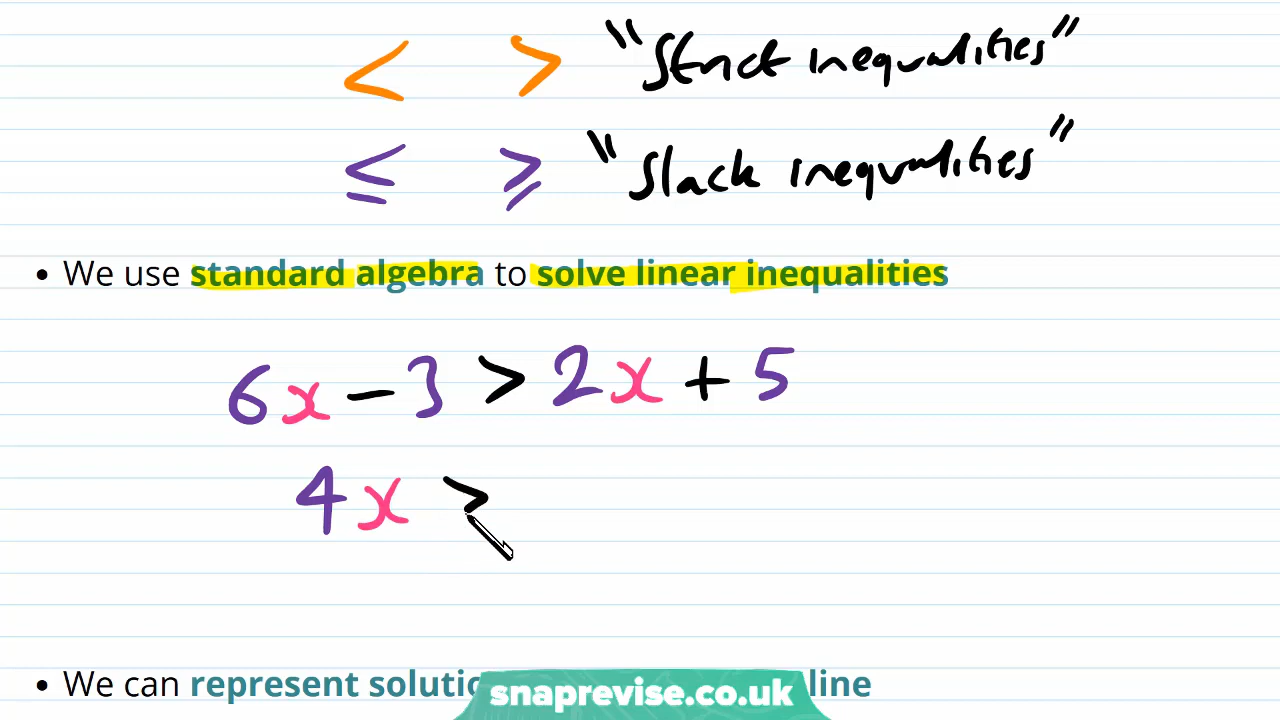 < > "Strict inequalities"
≤ ≥ "Slack inequalities"
• We use standard algebra to solve linear inequalities
6x − 3 > 2x + 5
4x >
• We can represent line
snaprevise.co.uk